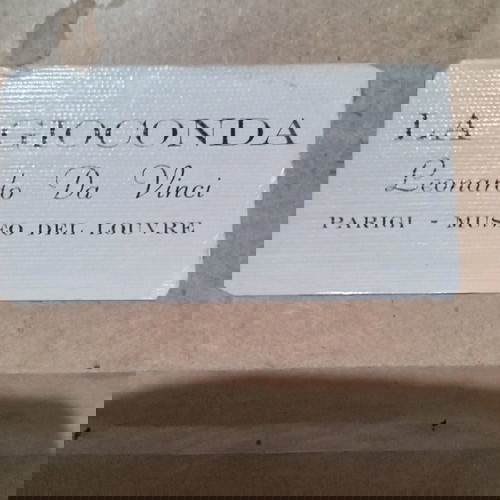 LA GIOCONDA
Leonardo Da Vinci
PARIGI - MUSEO DEL LOUVRE